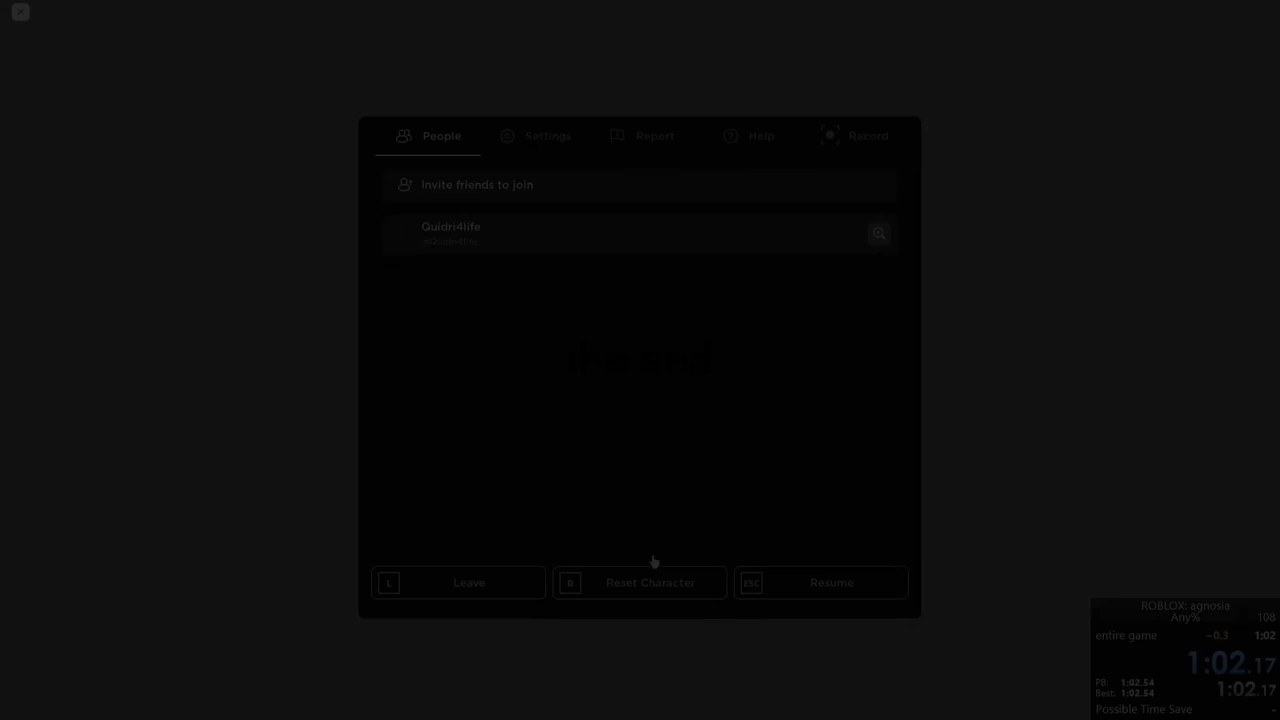 People
Settings
Report
Help
Record
Invite friends to join
Quidri4life
@Quidri4life
the end
L
Leave
R
Reset Character
ESC
Resume
ROBLOX: agnosia
Any%
108
entire game
−0.3
1:02
1:02.17
PB: 1:02.54
Best: 1:02.54
1:02.17
Possible Time Save
-